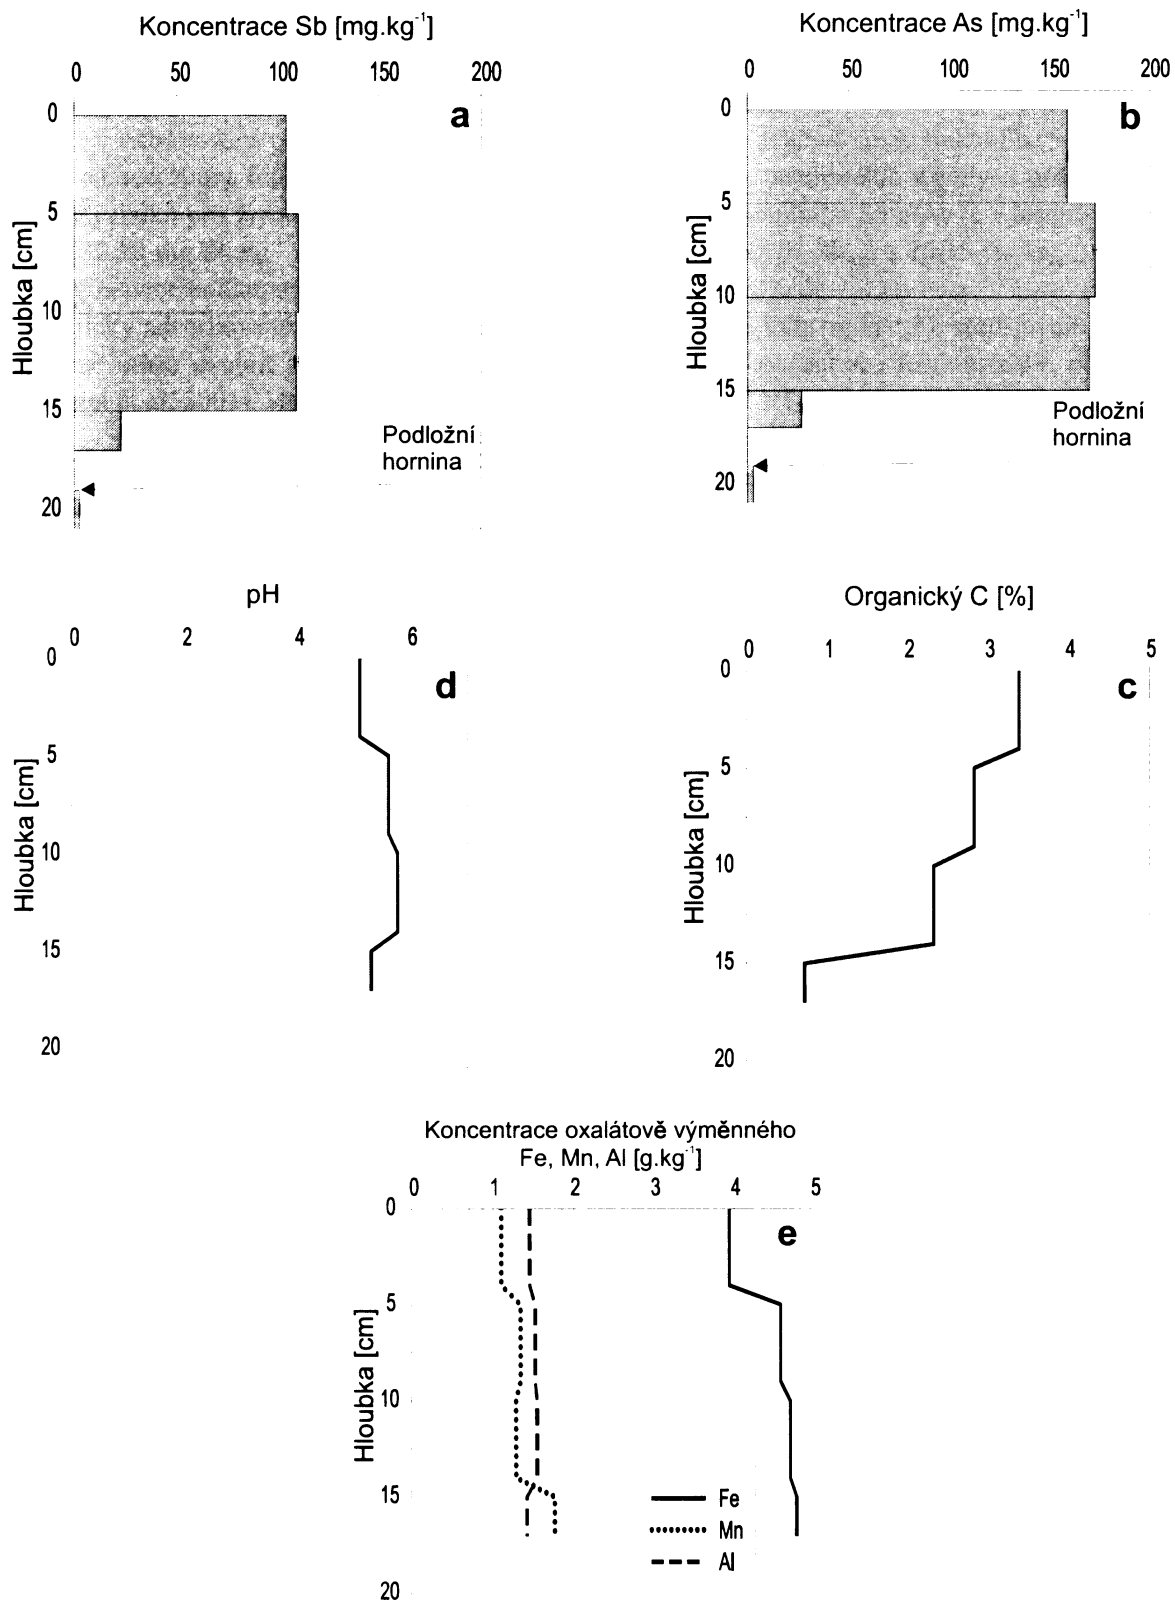 Koncentrace Sb [mg.kg⁻¹]
0 50 100 150 200
a
0
5
10
15
20
Hloubka [cm]
Podložní
hornina
Koncentrace As [mg.kg⁻¹]
0 50 100 150 200
b
0
5
10
15
20
Hloubka [cm]
Podložní
hornina
pH
0 2 4 6
d
0
5
10
15
20
Hloubka [cm]
Organický C [%]
0 1 2 3 4 5
c
0
5
10
15
20
Hloubka [cm]
Koncentrace oxalátově výměnného
Fe, Mn, Al [g.kg⁻¹]
0 1 2 3 4 5
e
0
5
10
15
20
Hloubka [cm]
Fe
Mn
Al